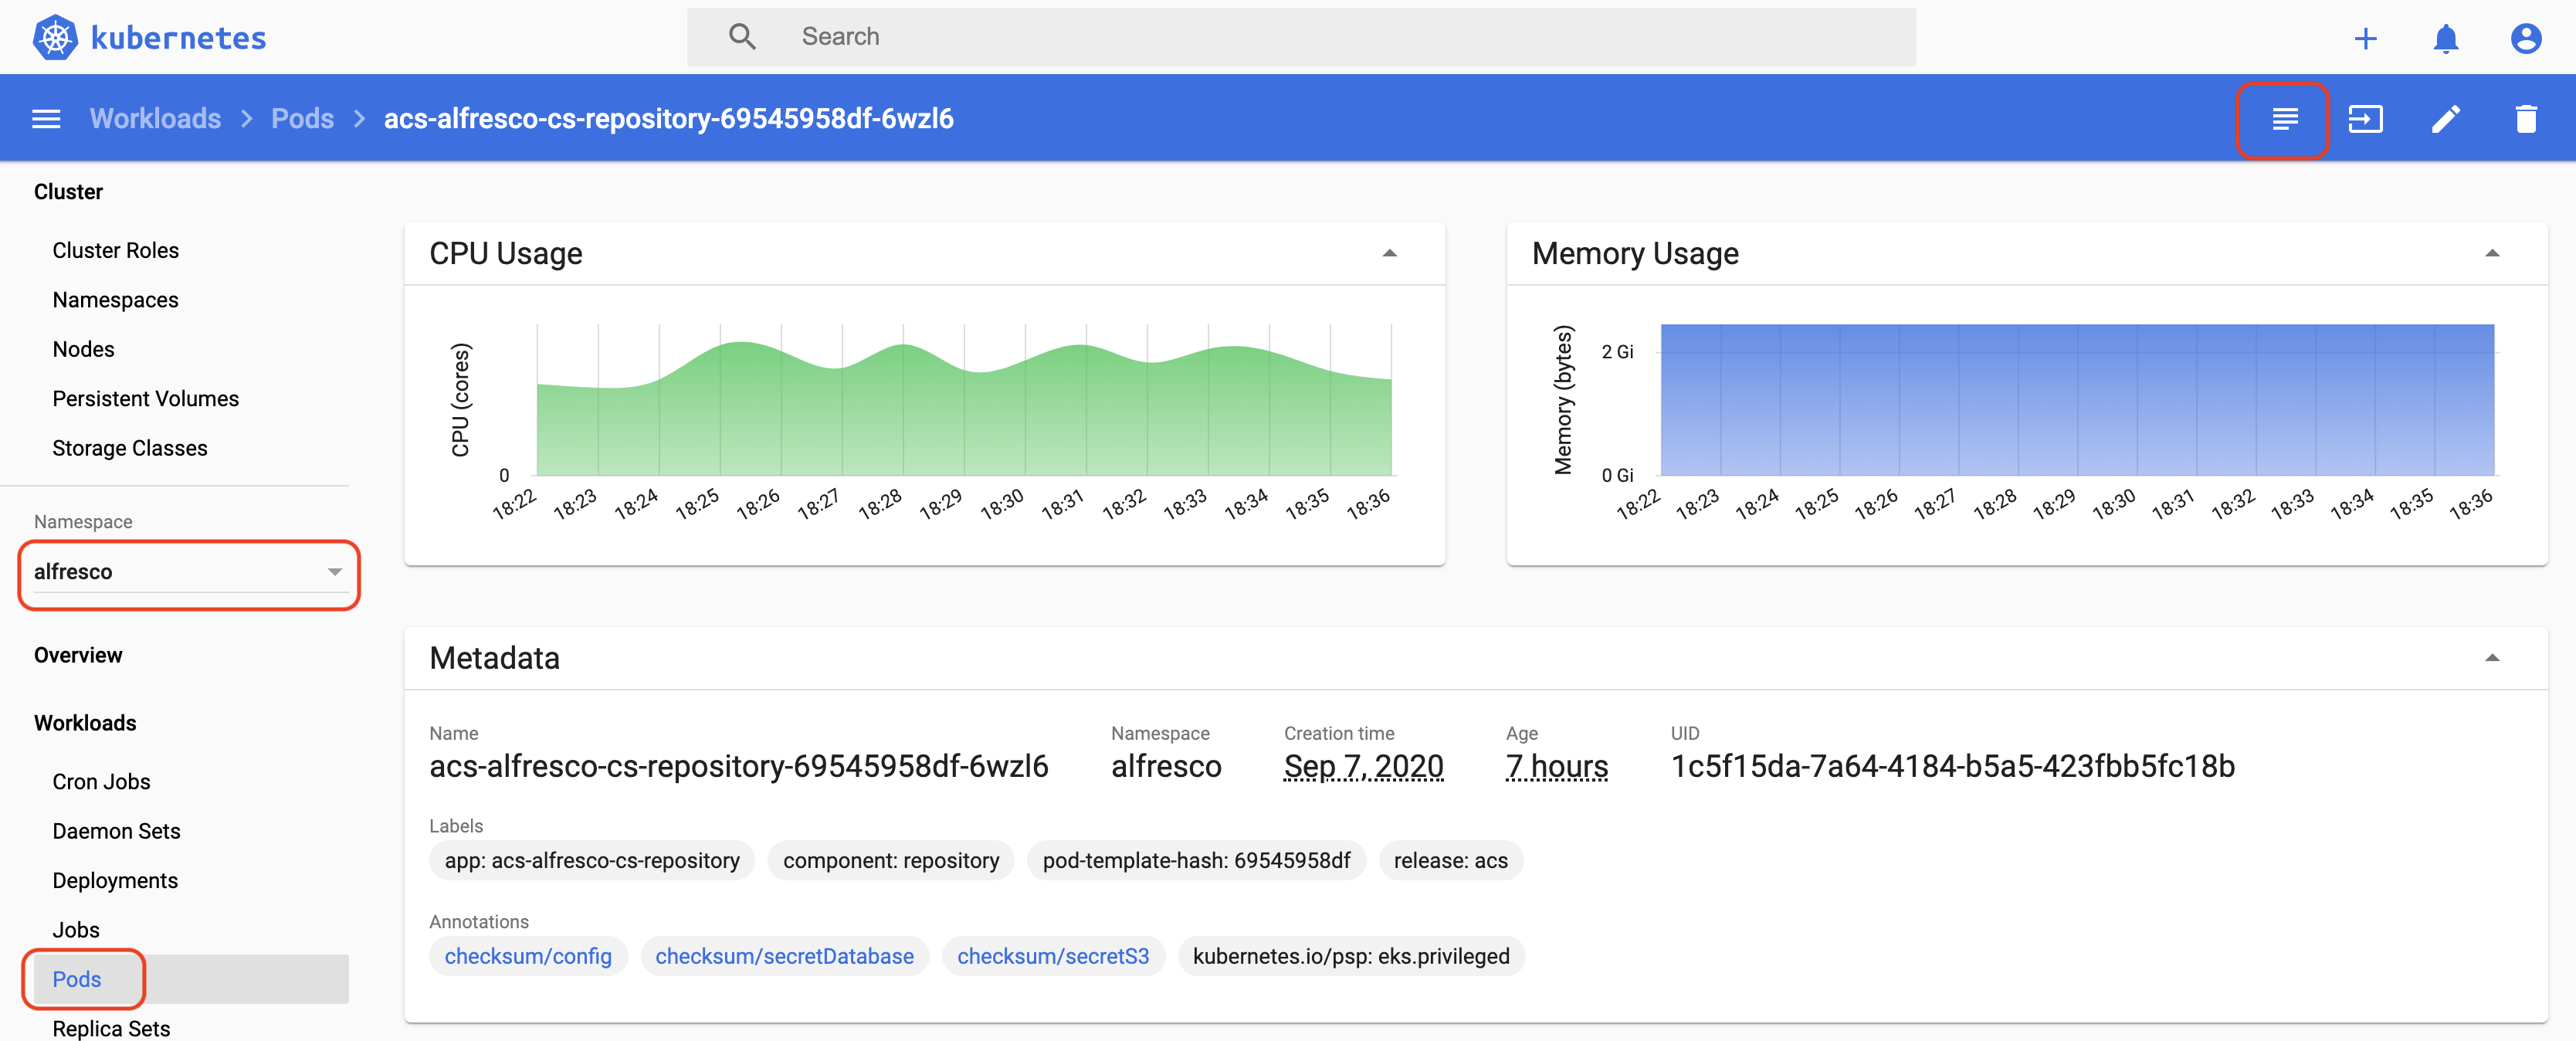 kubernetes
Search
Workloads > Pods > acs-alfresco-cs-repository-69545958df-6wzl6
Cluster
Cluster Roles
Namespaces
Nodes
Persistent Volumes
Storage Classes
Namespace
alfresco
Overview
Workloads
Cron Jobs
Daemon Sets
Deployments
Jobs
Pods
Replica Sets
CPU Usage
CPU (cores)
0
18:22 18:23 18:24 18:25 18:26 18:27 18:28 18:29 18:30 18:31 18:32 18:33 18:34 18:35 18:36
Memory Usage
Memory (bytes)
2 Gi
0 Gi
18:22 18:23 18:24 18:25 18:26 18:27 18:28 18:29 18:30 18:31 18:32 18:33 18:34 18:35 18:36
Metadata
Name Namespace Creation time Age UID
acs-alfresco-cs-repository-69545958df-6wzl6 alfresco Sep 7, 2020 7 hours 1c5f15da-7a64-4184-b5a5-423fbb5fc18b
Labels
app: acs-alfresco-cs-repository component: repository pod-template-hash: 69545958df release: acs
Annotations
checksum/config checksum/secretDatabase checksum/secretS3 kubernetes.io/psp: eks.privileged